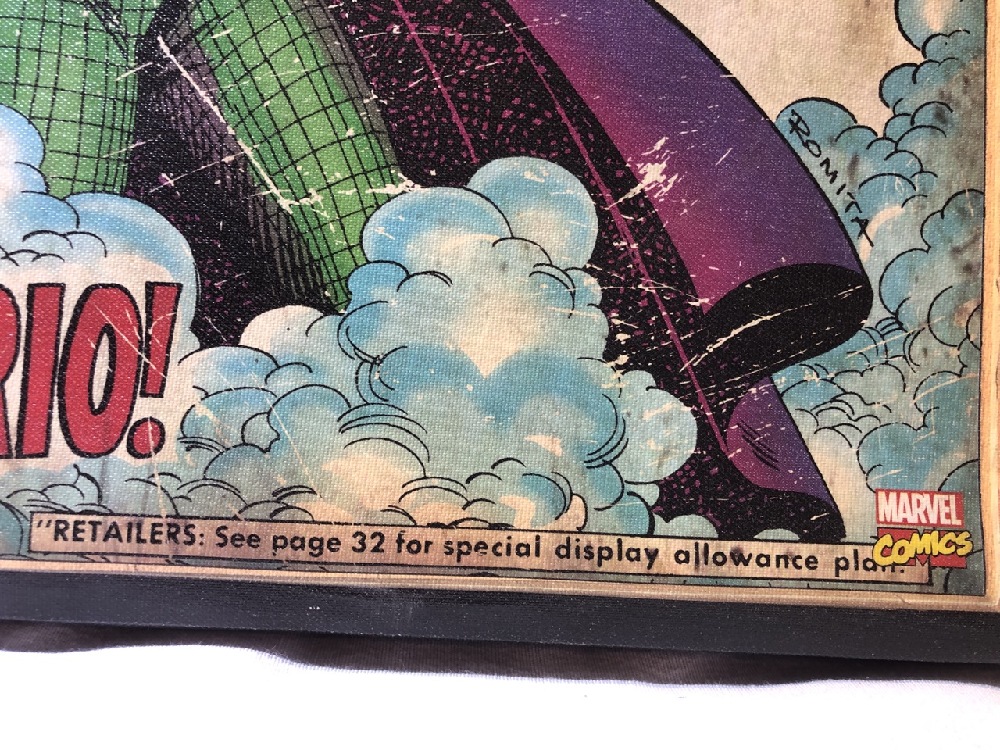 ROMITA
RIO!
"RETAILERS: See page 32 for special display allowance plan.
MARVEL
COMICS